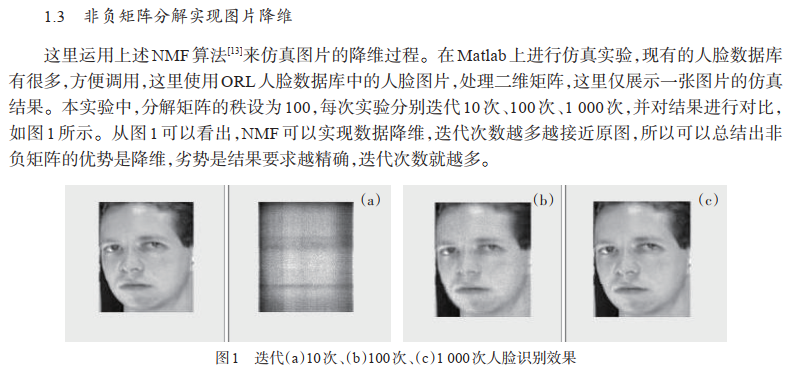 1.3 非负矩阵分解实现图片降维
这里运用上述NMF算法[13]来仿真图片的降维过程。在Matlab上进行仿真实验,现有的人脸数据库
有很多,方便调用,这里使用ORL人脸数据库中的人脸图片,处理二维矩阵,这里仅展示一张图片的仿真
结果。本实验中,分解矩阵的秩设为100,每次实验分别迭代10次、100次、1 000次,并对结果进行对比,
如图1所示。从图1可以看出,NMF可以实现数据降维,迭代次数越多越接近原图,所以可以总结出非
负矩阵的优势是降维,劣势是结果要求越精确,迭代次数就越多。
(a)
(b)
(c)
图1 迭代(a)10次、(b)100次、(c)1 000次人脸识别效果